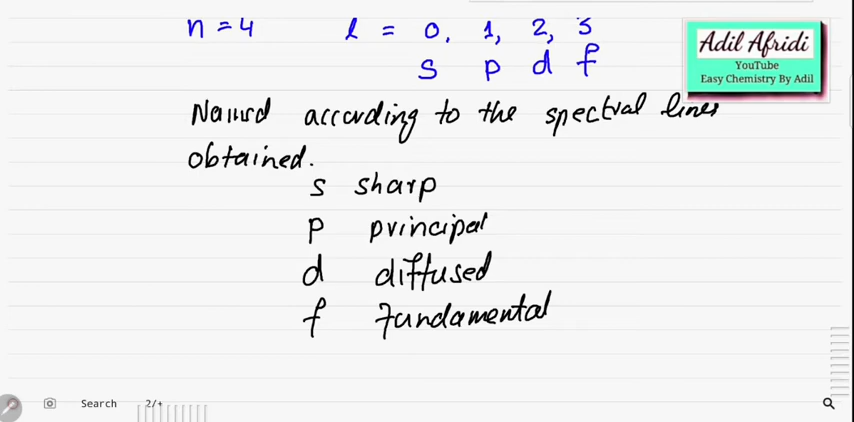 n = 4 l = 0, 1, 2, 3
s p d f
Named according to the spectral lines
obtained.
s sharp
p principal
d diffused
f Fundamental
Adil Afridi
YouTube
Easy Chemistry By Adil
Search 2/+